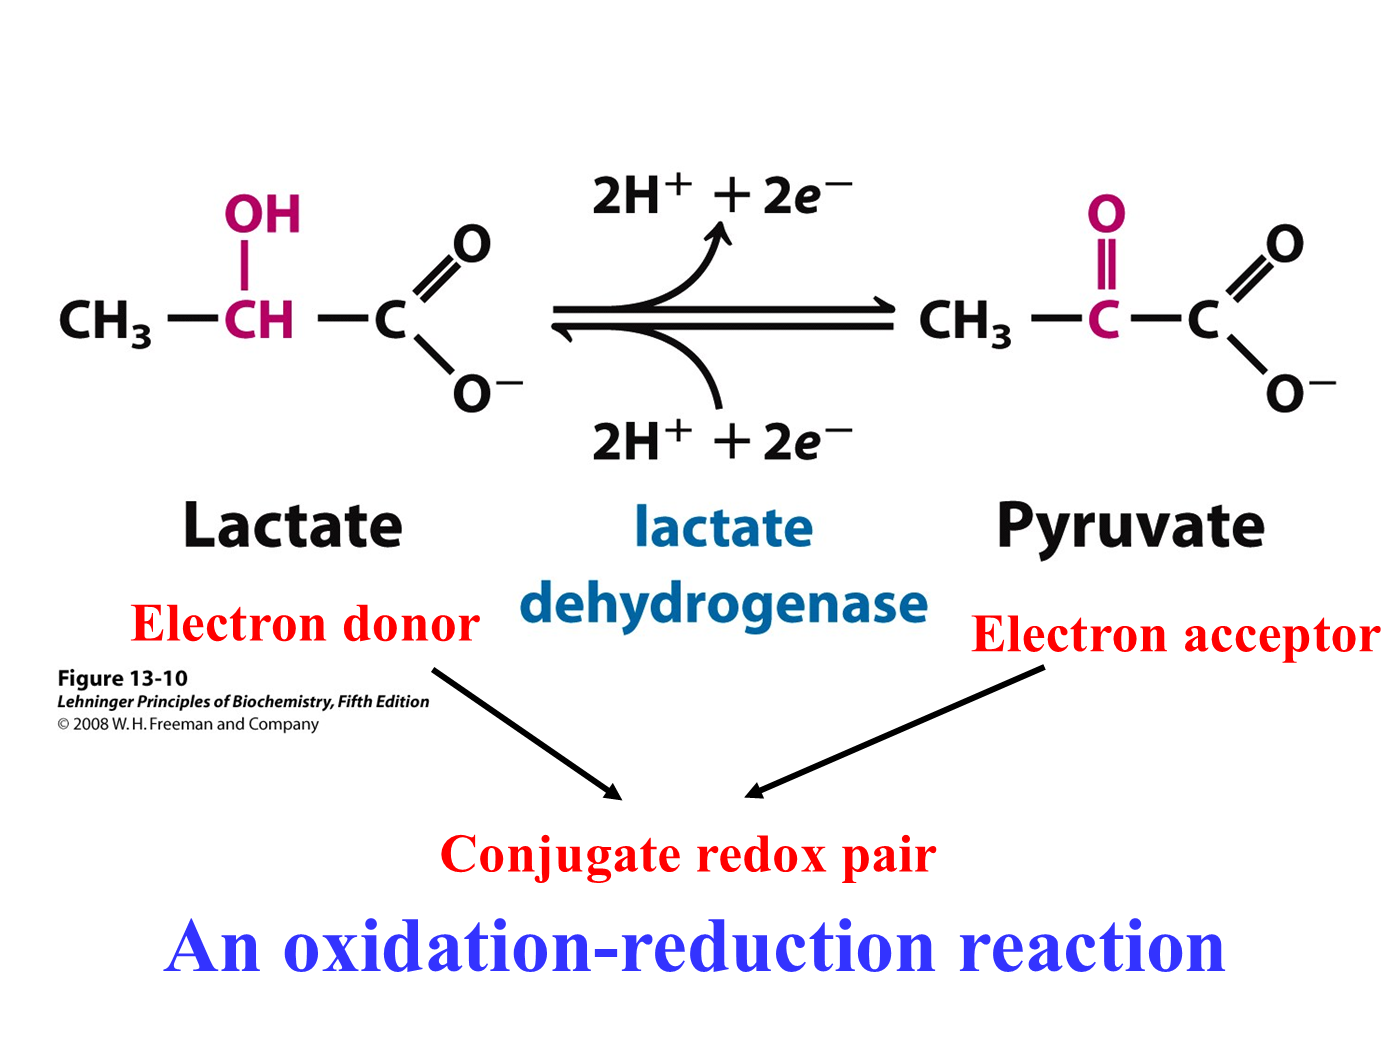 2H⁺ + 2e⁻
OH
O
CH₃ — CH — C
O⁻
O
O
CH₃ — C — C
O⁻
2H⁺ + 2e⁻
Lactate
lactate
dehydrogenase
Pyruvate
Electron donor
Electron acceptor
Figure 13-10
Lehninger Principles of Biochemistry, Fifth Edition
© 2008 W. H. Freeman and Company
Conjugate redox pair
An oxidation-reduction reaction